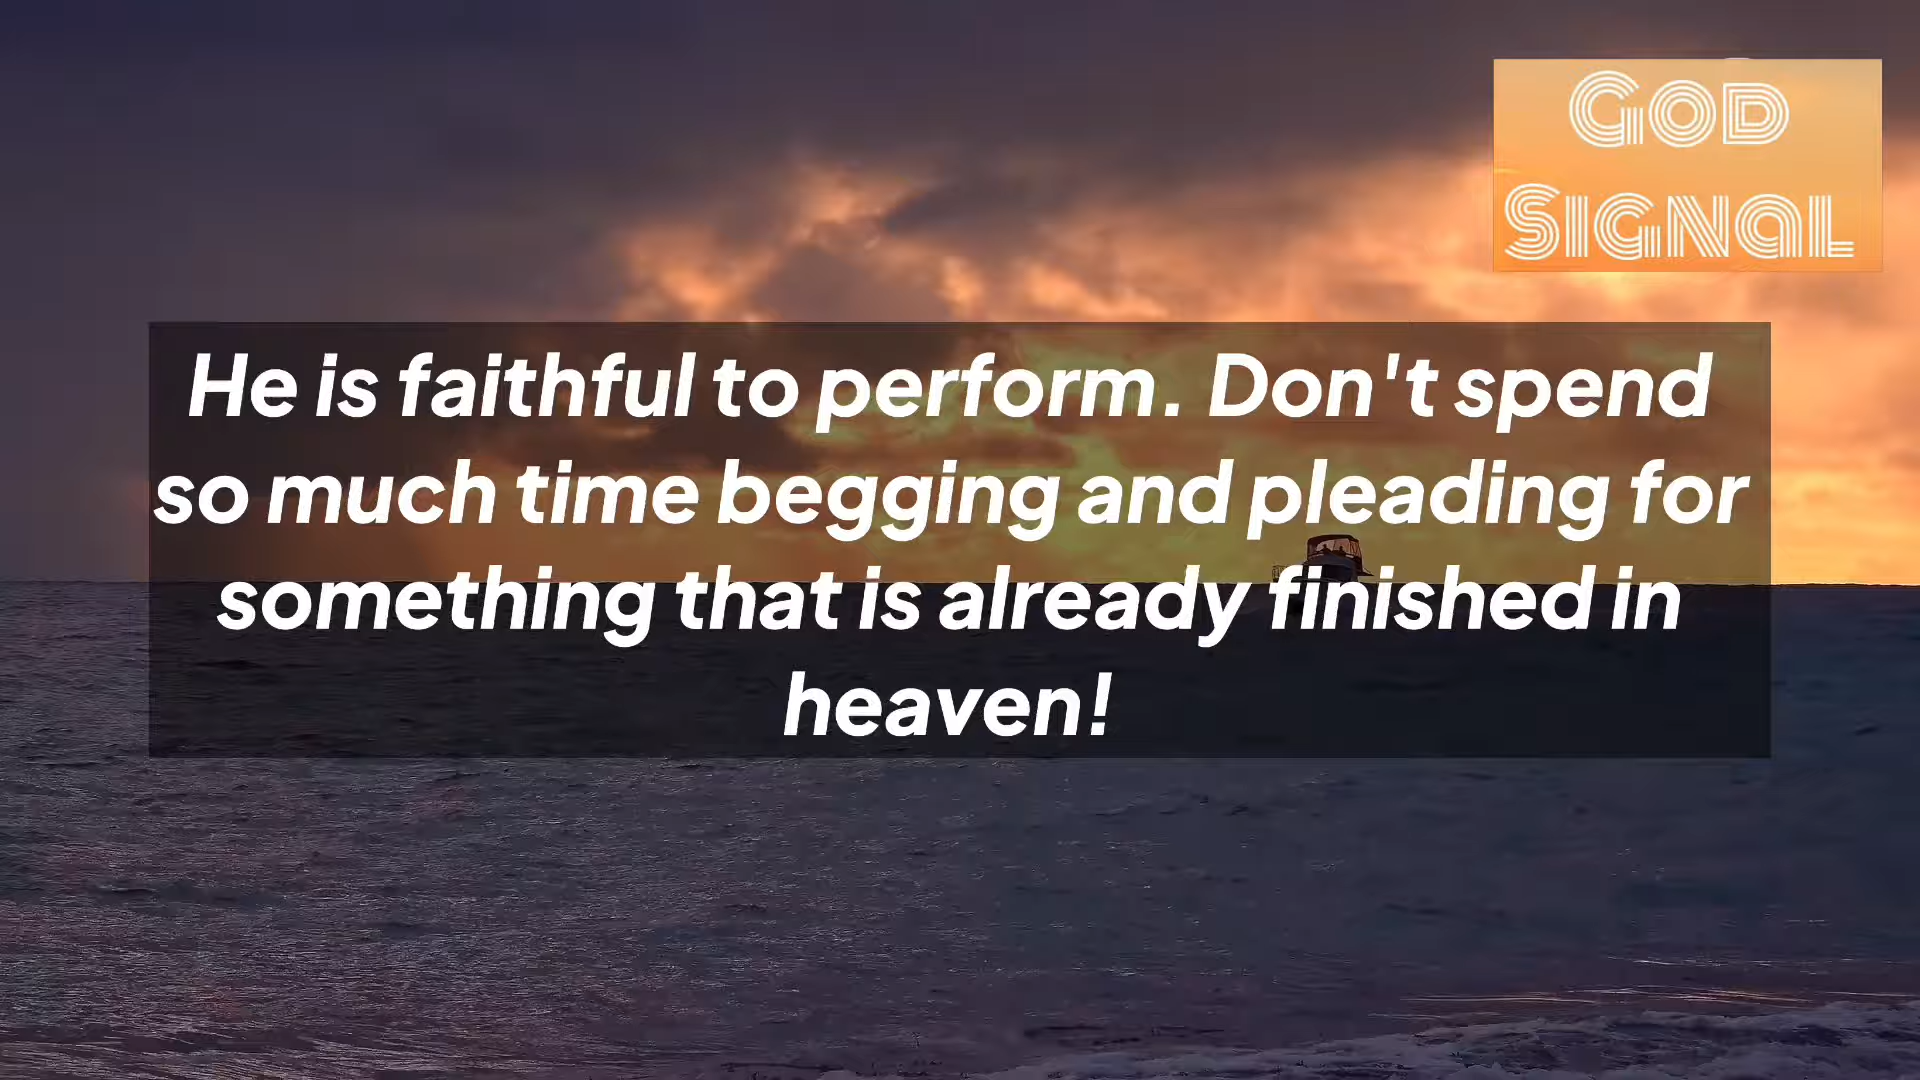 God
Signal
He is faithful to perform. Don't spend
so much time begging and pleading for
something that is already finished in
heaven!